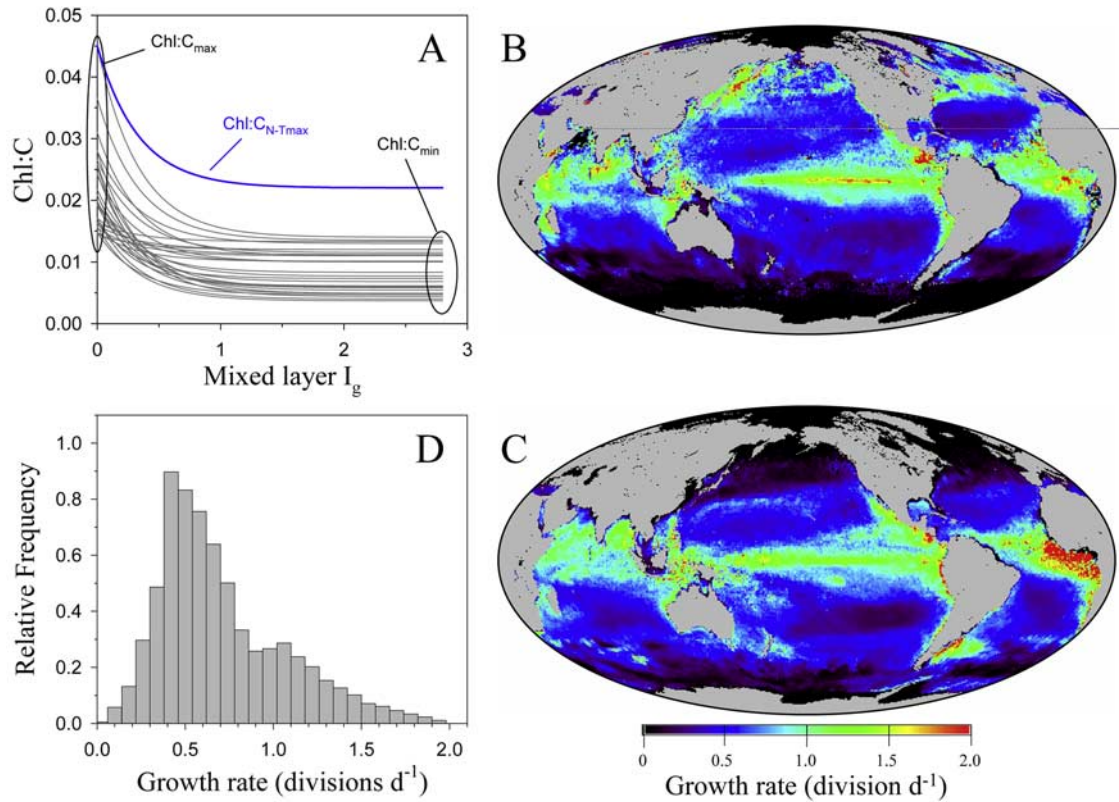 A
Chl:Cmax
Chl:CN-Tmax
Chl:Cmin
Chl:C
0.05
0.04
0.03
0.02
0.01
0.00
0 1 2 3
Mixed layer Ig
B
D
Relative Frequency
1.0
0.8
0.6
0.4
0.2
0.0
0.0 0.5 1.0 1.5 2.0
Growth rate (divisions d-1)
C
0 0.5 1.0 1.5 2.0
Growth rate (division d-1)